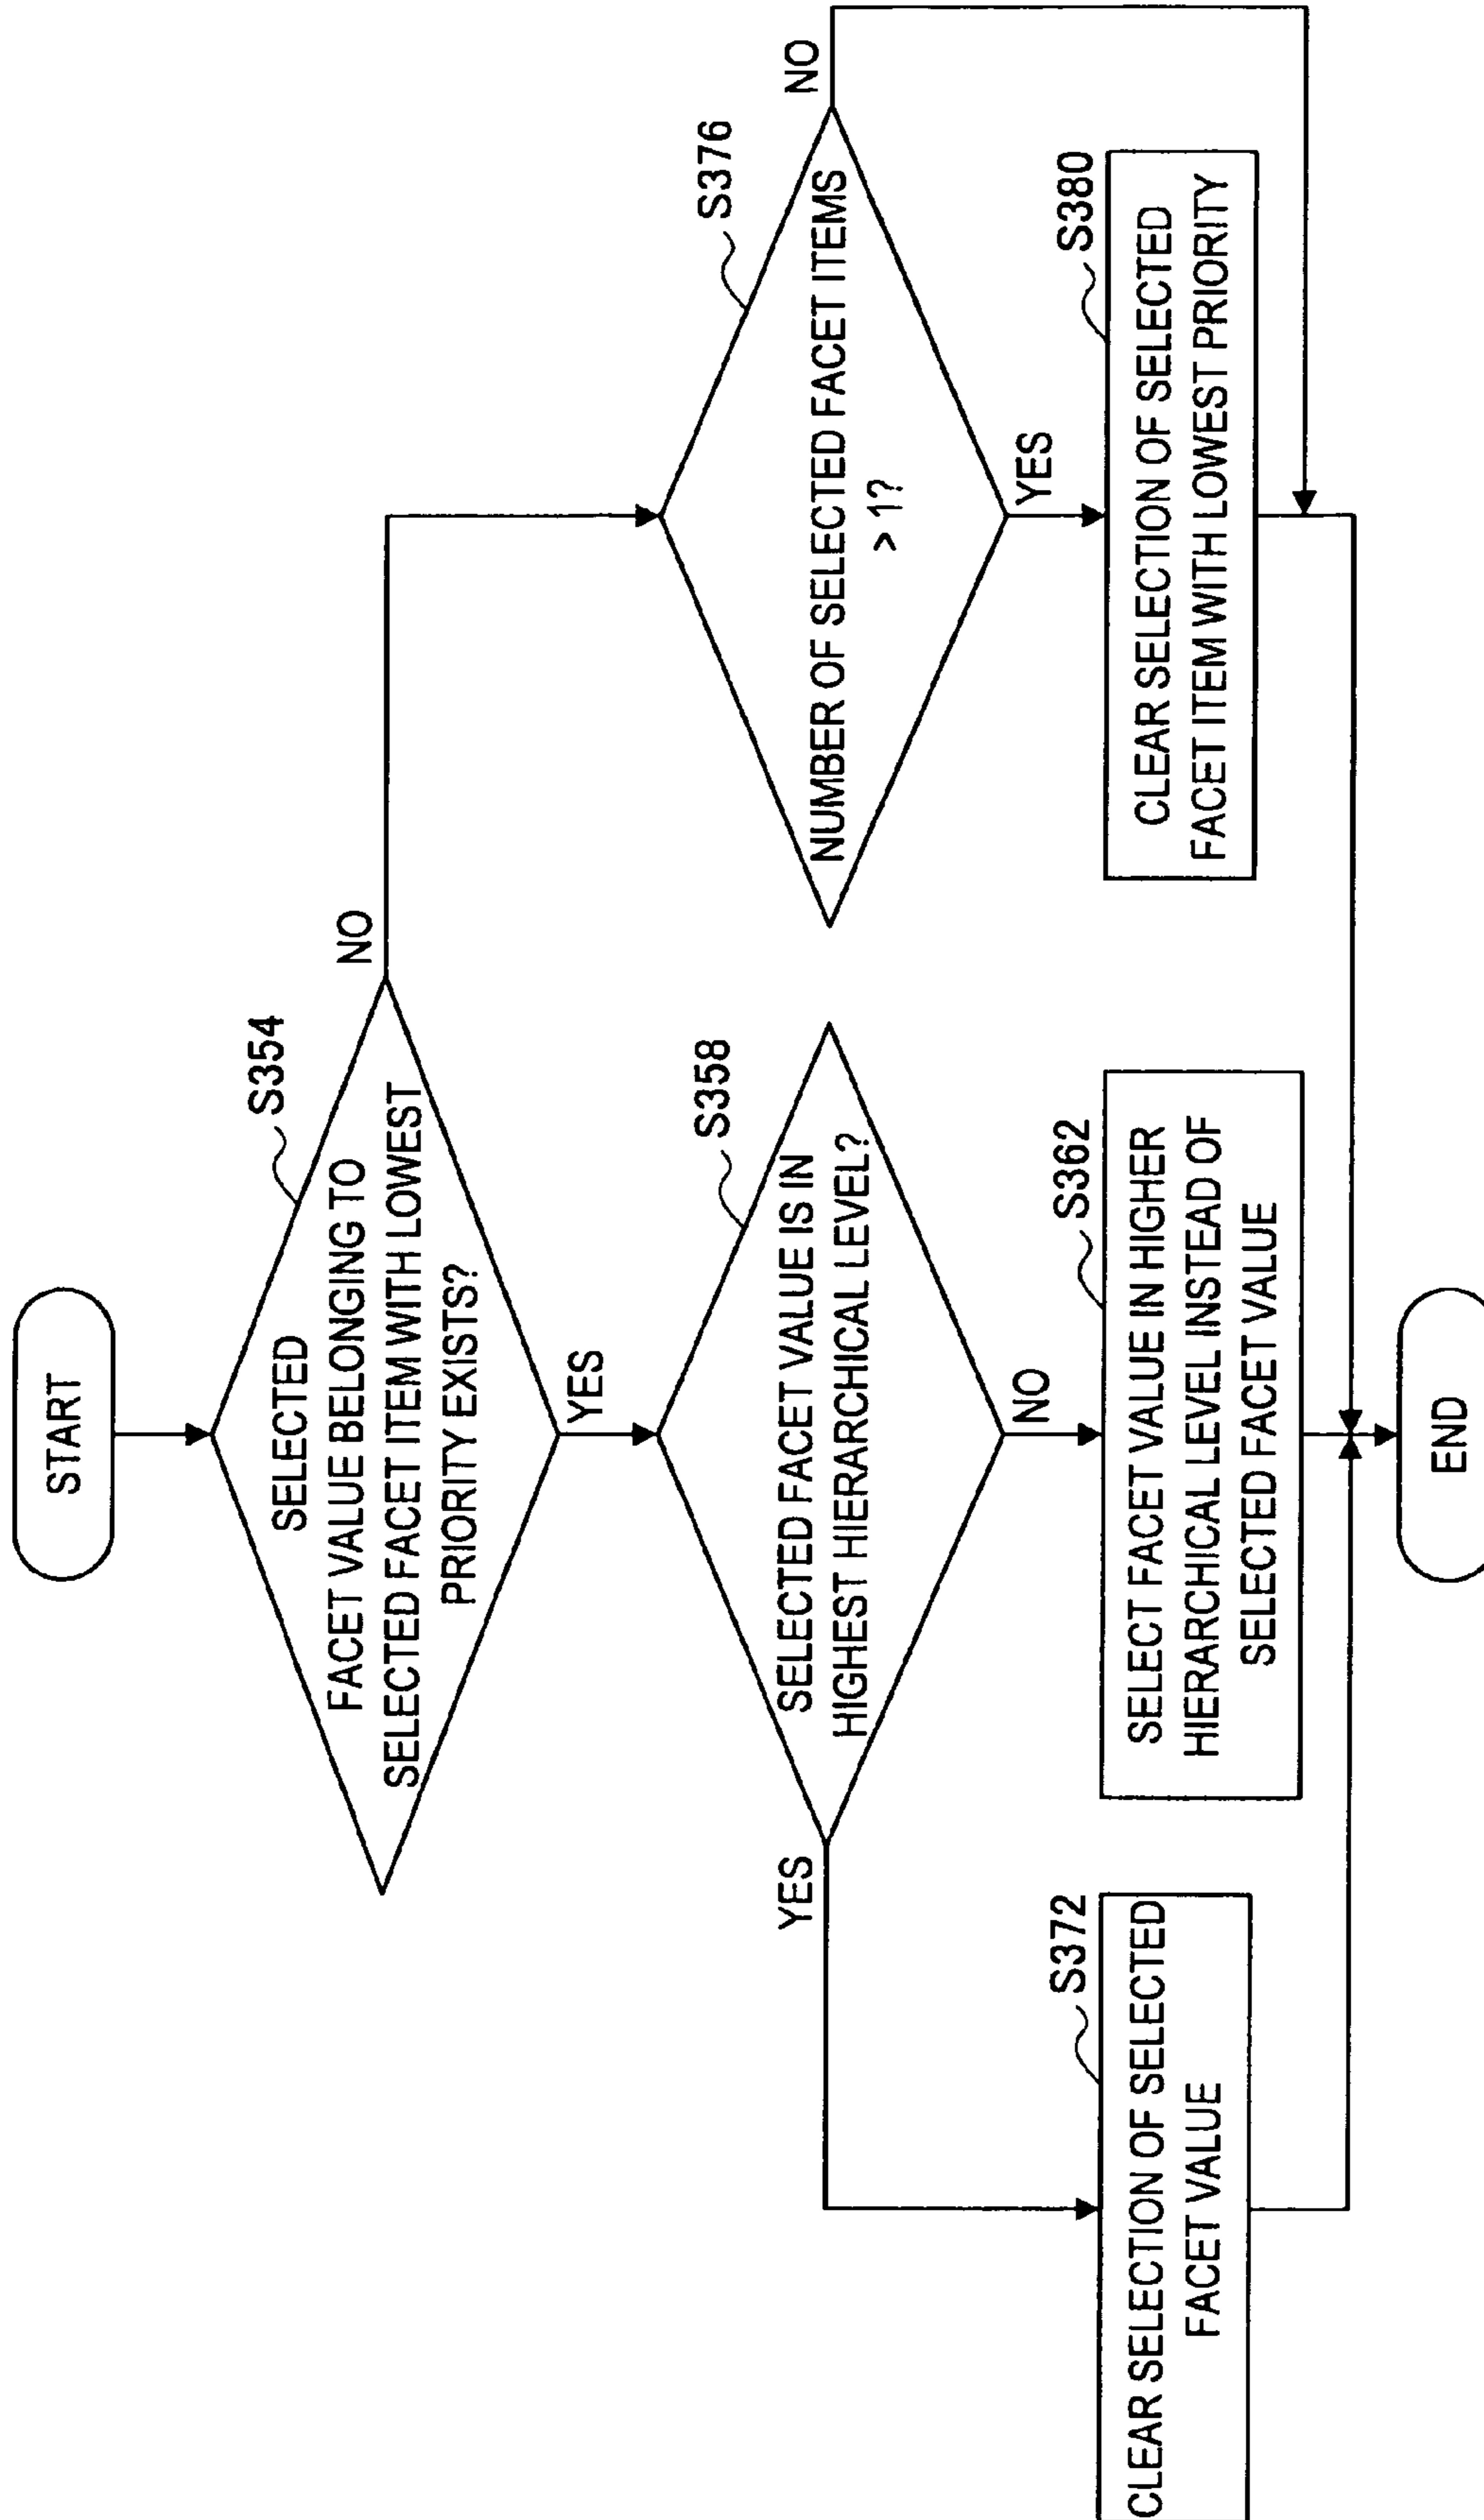 START
S354
SELECTED
FACET VALUE BELONGING TO
SELECTED FACET ITEM WITH LOWEST
PRIORITY EXISTS?
NO
YES
S358
SELECTED FACET VALUE IS IN
HIGHEST HIERARCHICAL LEVEL?
YES
NO
S376
NUMBER OF SELECTED FACET ITEMS
>1?
NO
YES
S372
CLEAR SELECTION OF SELECTED
FACET VALUE
S362
SELECT FACET VALUE IN HIGHER
HIERARCHICAL LEVEL INSTEAD OF
SELECTED FACET VALUE
S380
CLEAR SELECTION OF SELECTED
FACET ITEM WITH LOWEST PRIORITY
END